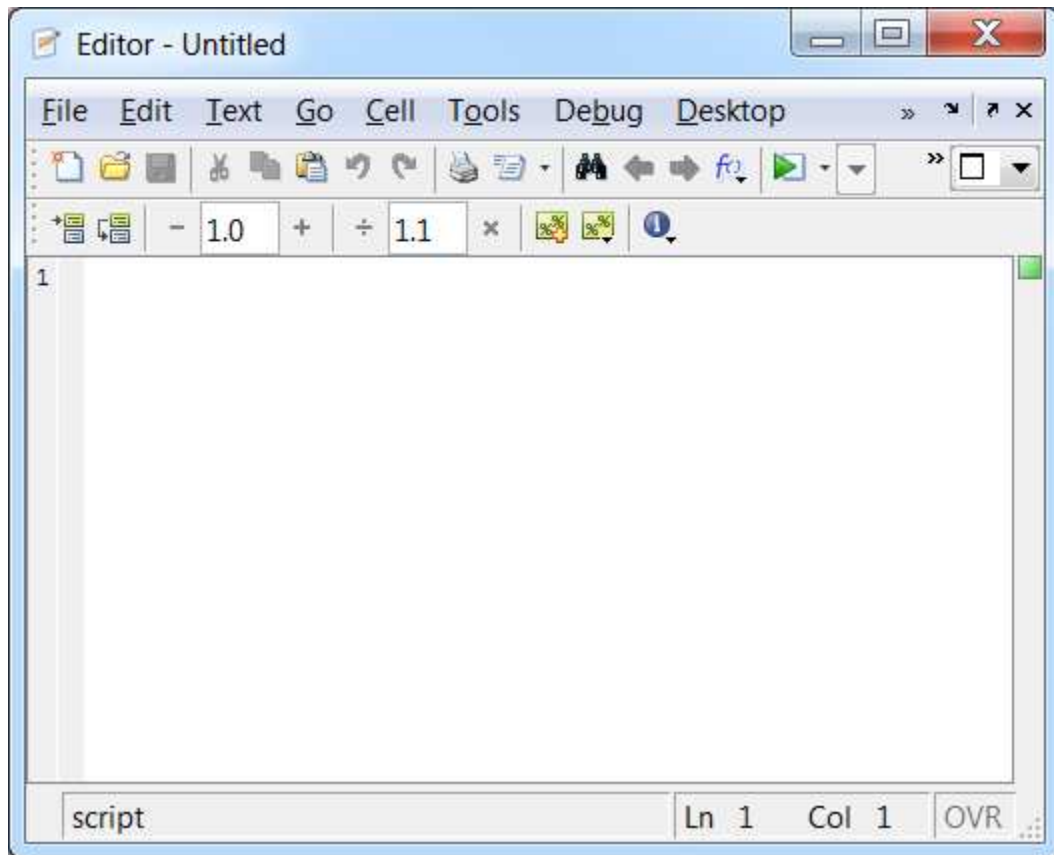 Editor - Untitled
File Edit Text Go Cell Tools Debug Desktop »
f() »
- 1.0 + ÷ 1.1 ×
1
script Ln 1 Col 1 OVR